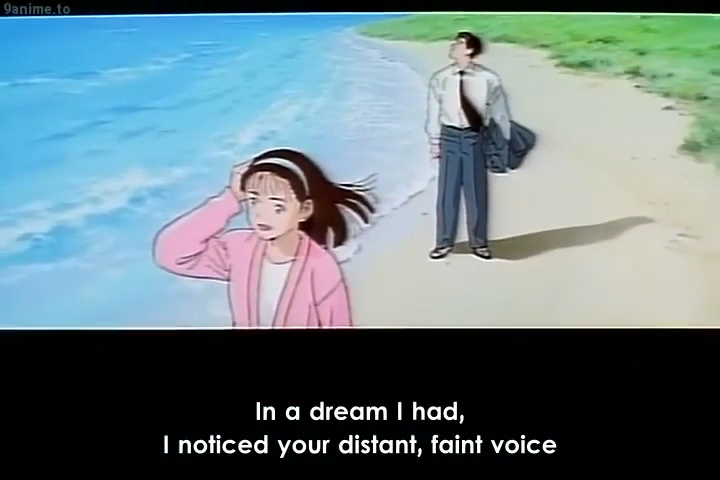 9anime.to
In a dream I had,
I noticed your distant, faint voice